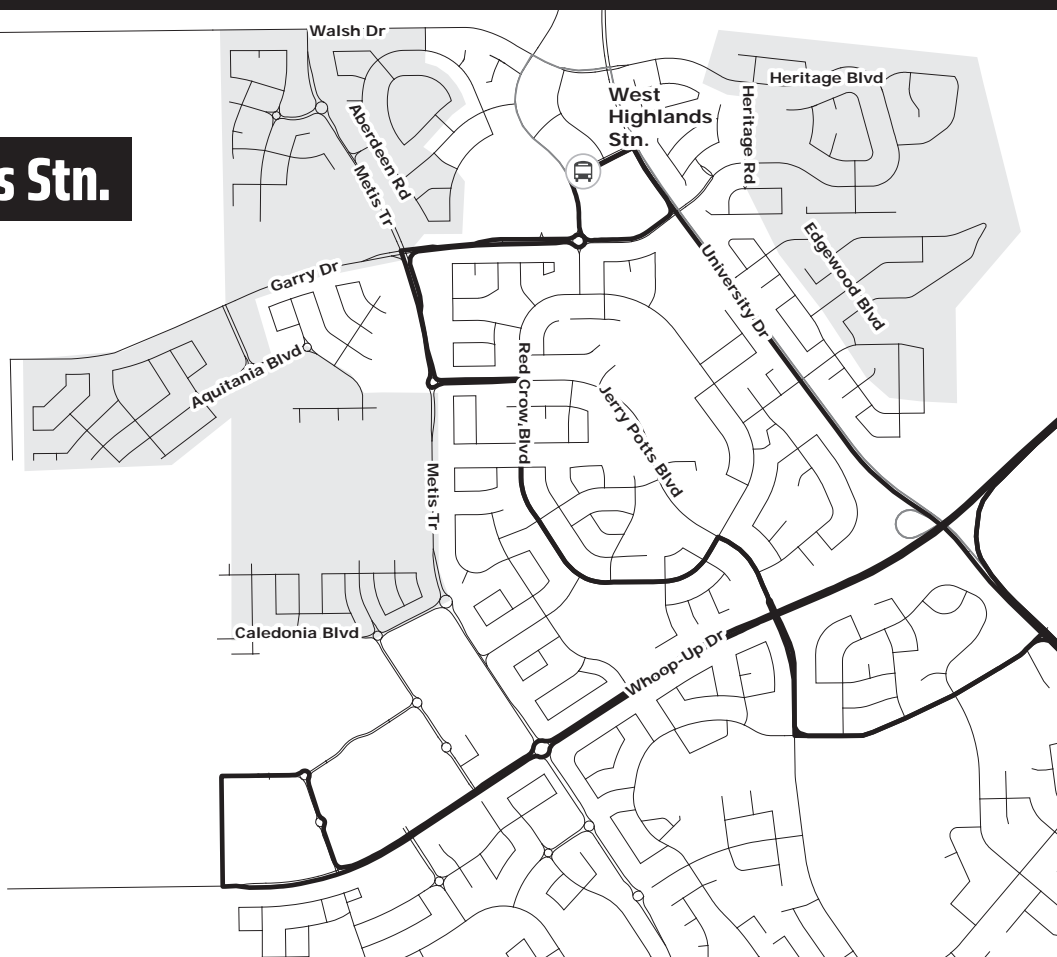 Walsh Dr
Heritage Blvd
West
Highlands
Stn.
Heritage Rd
Aberdeen Rd
s Stn.
Metis Tr
Edgewood Blvd
University Dr
Garry Dr
Aquitania Blvd
Red Crow Blvd
Jerry Potts Blvd
Metis Tr
Caledonia Blvd
Whoop-Up Dr